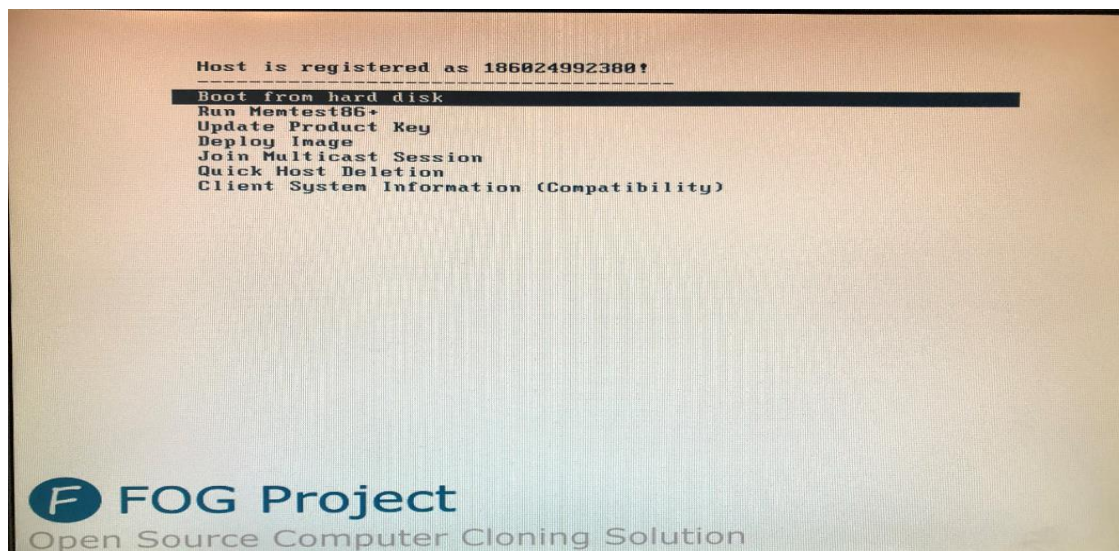 Host is registered as 186024992380!
Boot from hard disk
Run Memtest86+
Update Product Key
Deploy Image
Join Multicast Session
Quick Host Deletion
Client System Information (Compatibility)
F FOG Project
Open Source Computer Cloning Solution